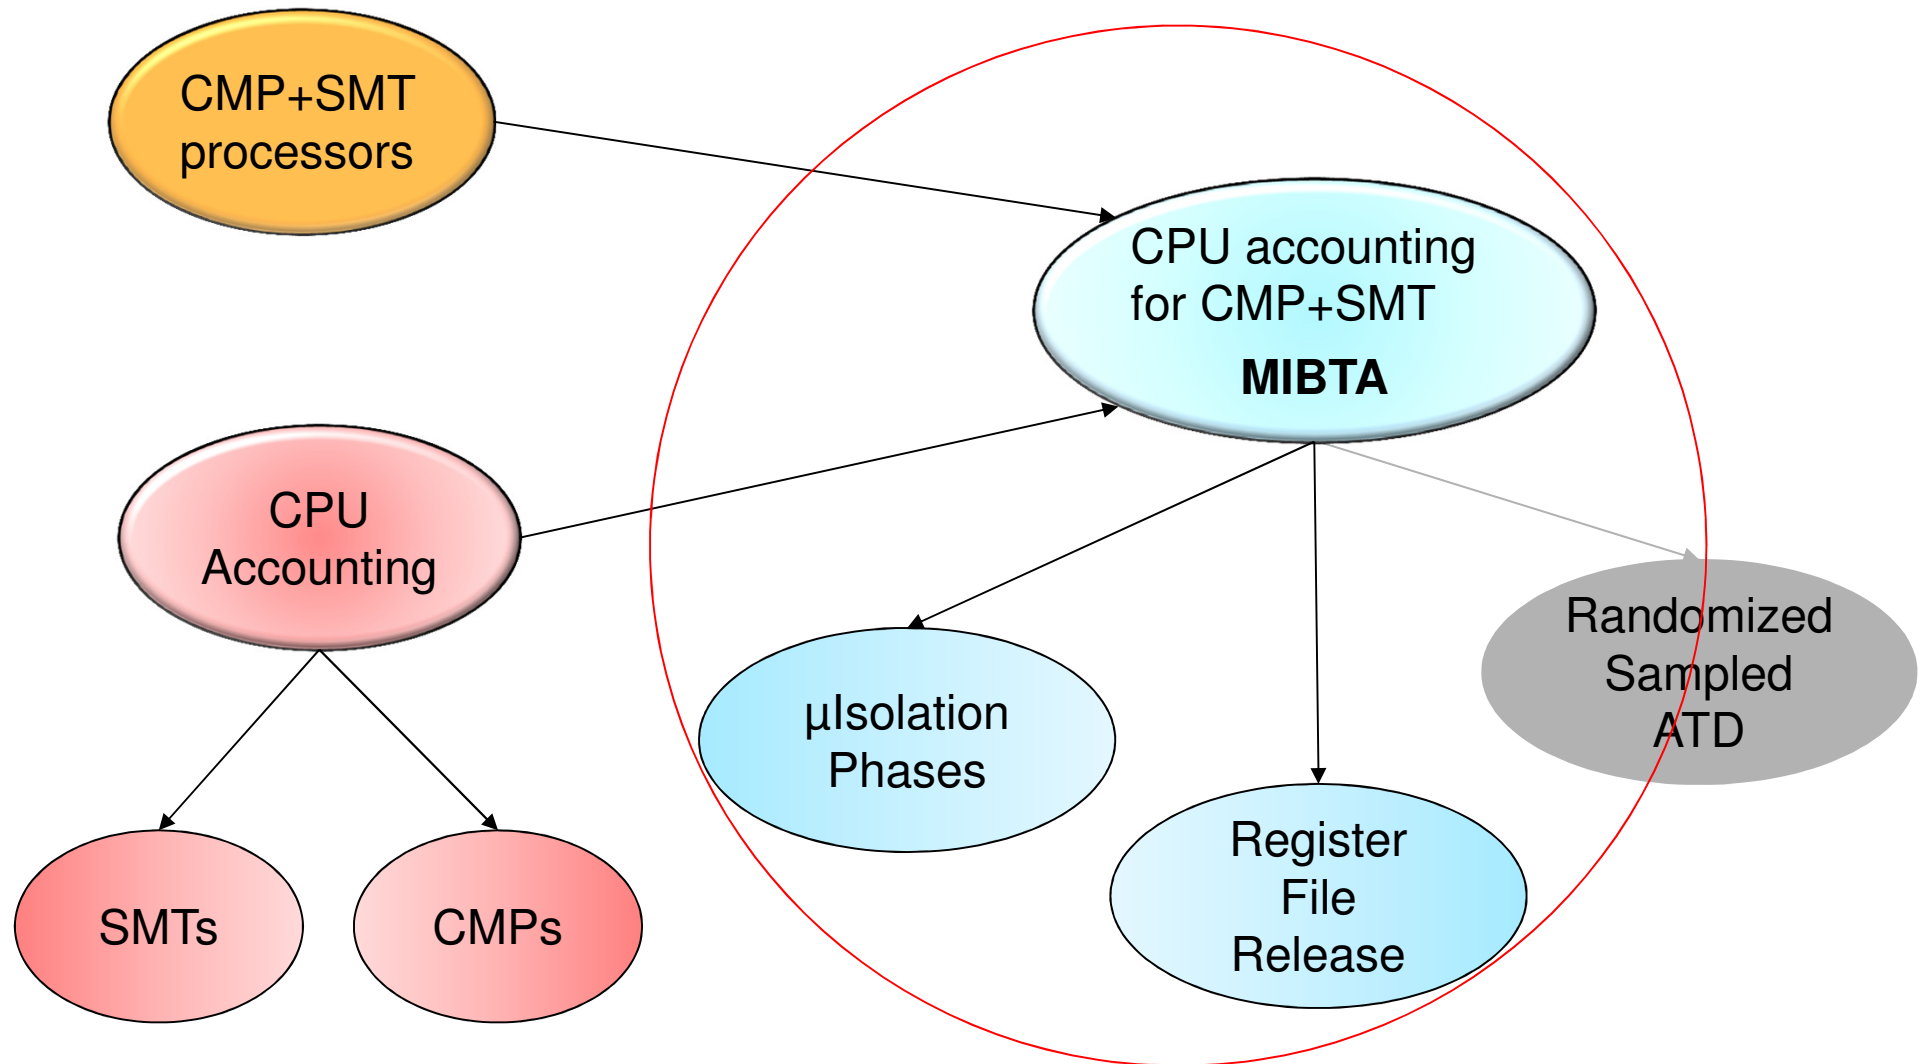 CMP+SMT
processors
CPU accounting
for CMP+SMT
MIBTA
CPU
Accounting
Randomized
Sampled
ATD
µIsolation
Phases
Register
File
Release
SMTs
CMPs